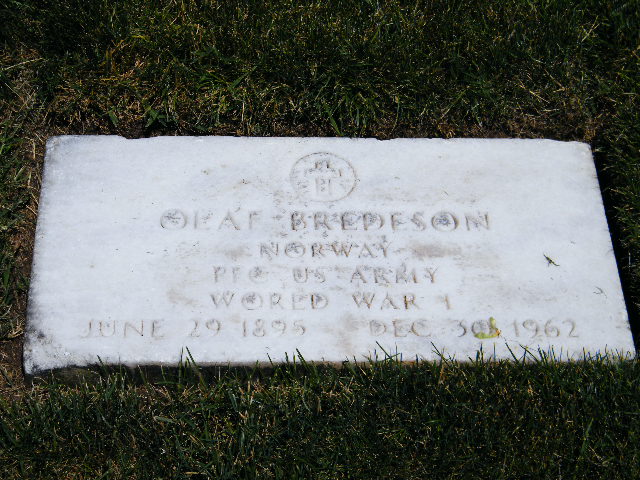 OLAF BREDESON
NORWAY
PFC US ARMY
WORLD WAR I
JUNE 29 1895 DEC 30 1962